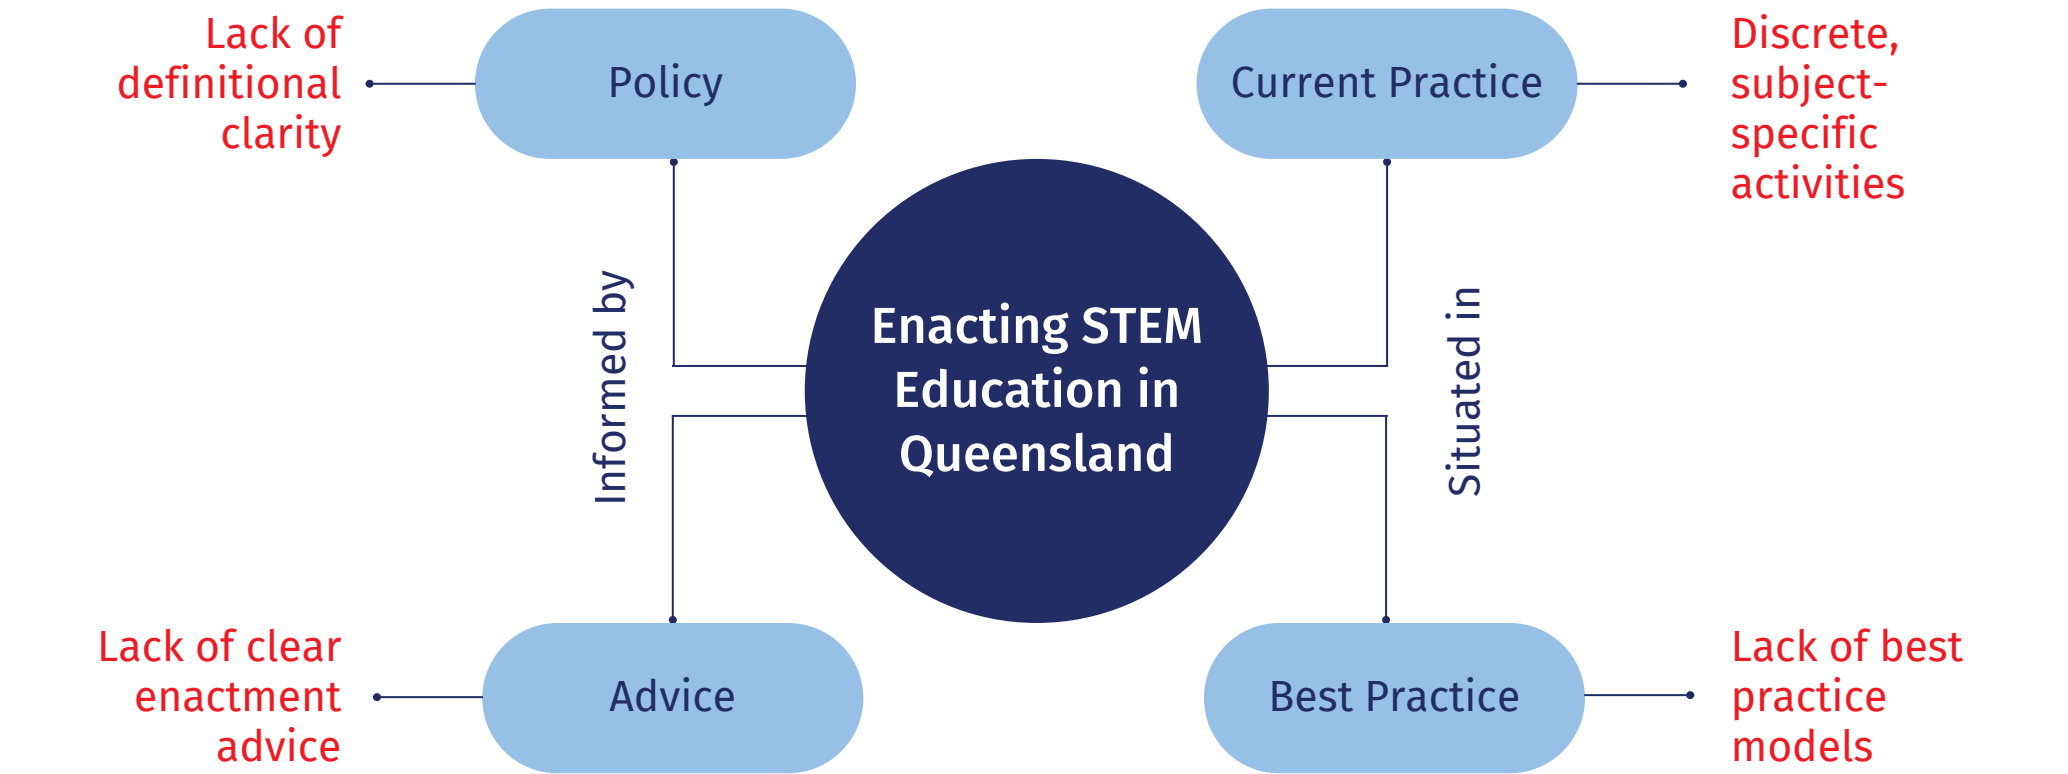 Lack of
definitional
clarity
Policy
Current Practice
Discrete,
subject-
specific
activities
Informed by
Enacting STEM
Education in
Queensland
Situated in
Lack of clear
enactment
advice
Advice
Best Practice
Lack of best
practice
models